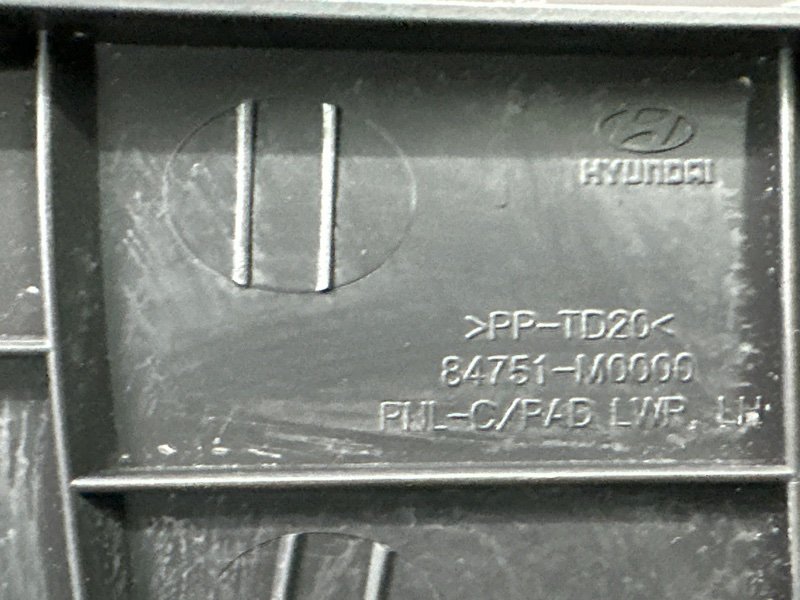 HYUNDAI
>PP-TD20<
84751-M0000
PNL-C/PAD LWR, LH